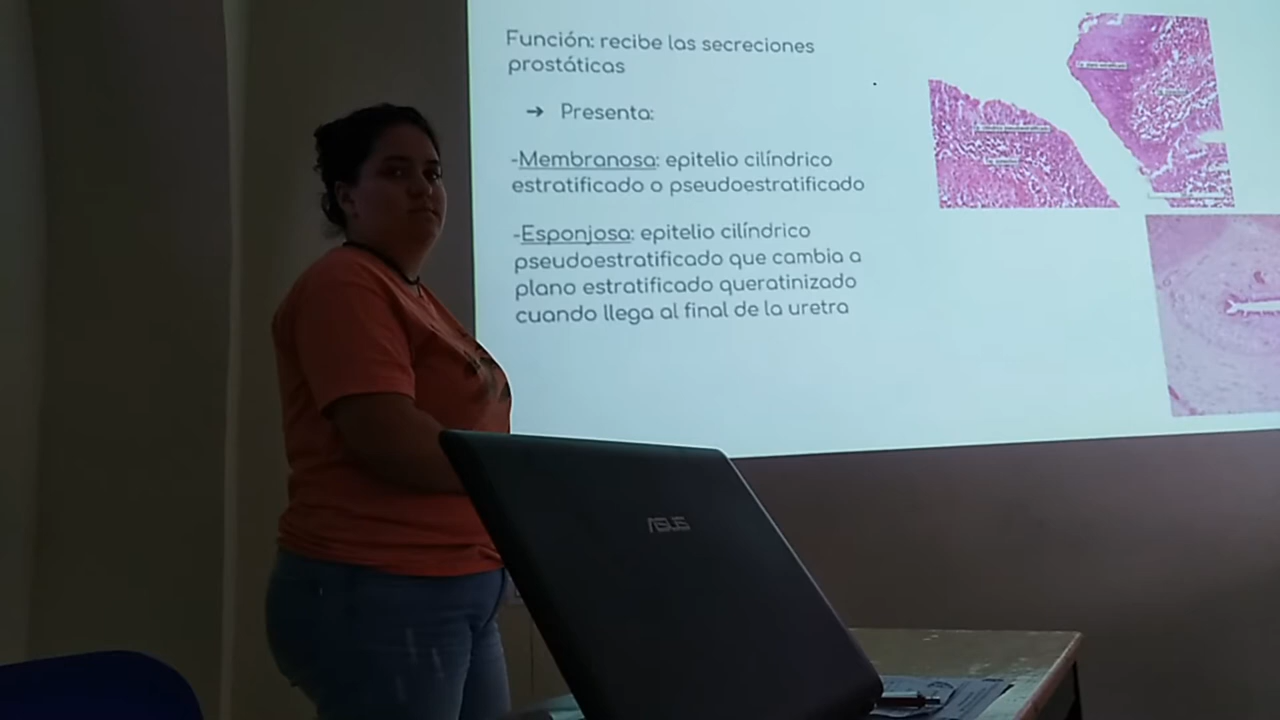 Función: recibe las secreciones
prostáticas
➔ Presenta:
-Membranosa: epitelio cilíndrico
estratificado o pseudoestratificado
-Esponjosa: epitelio cilíndrico
pseudoestratificado que cambia a
plano estratificado queratinizado
cuando llega al final de la uretra
ASUS